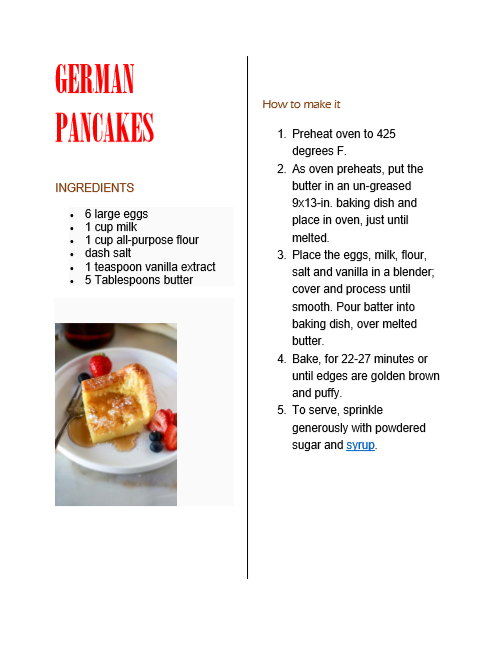 GERMAN
PANCAKES
INGREDIENTS
• 6 large eggs
• 1 cup milk
• 1 cup all-purpose flour
• dash salt
• 1 teaspoon vanilla extract
• 5 Tablespoons butter
How to make it
1. Preheat oven to 425
degrees F.
2. As oven preheats, put the
butter in an un-greased
9x13-in. baking dish and
place in oven, just until
melted.
3. Place the eggs, milk, flour,
salt and vanilla in a blender;
cover and process until
smooth. Pour batter into
baking dish, over melted
butter.
4. Bake, for 22-27 minutes or
until edges are golden brown
and puffy.
5. To serve, sprinkle
generously with powdered
sugar and syrup.